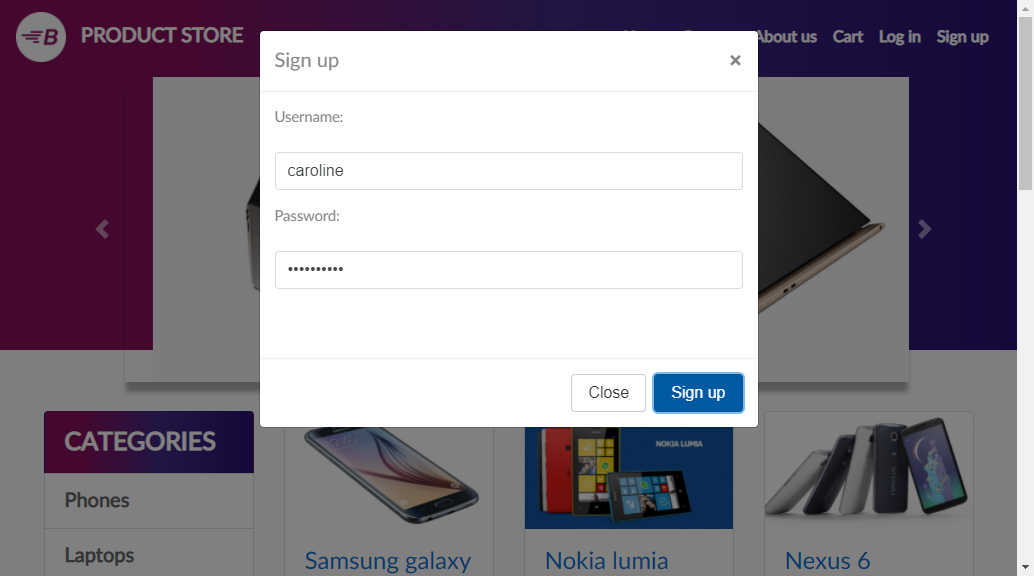 PRODUCT STORE
About us
Cart
Log in
Sign up
Sign up
×
Username:
caroline
Password:
••••••••••
Close
Sign up
CATEGORIES
Phones
Laptops
NOKIA LUMIA
Samsung galaxy
Nokia lumia
Nexus 6